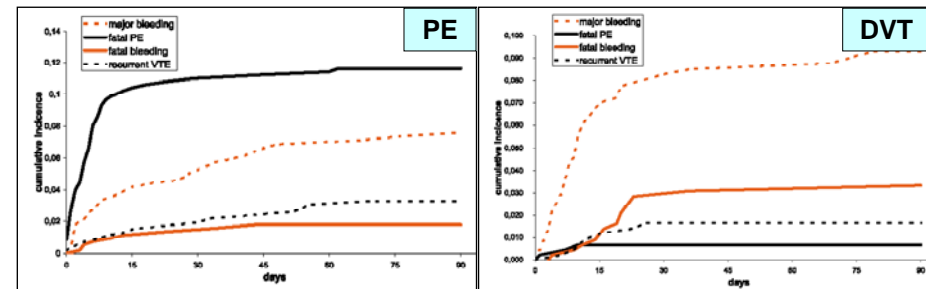 PE
major bleeding
fatal PE
fatal bleeding
recurrent VTE
cumulative incicence
0,14
0,12
0,1
0,08
0,06
0,04
0,02
0
0 15 30 45 60 75 90
days
DVT
major bleeding
fatal PE
fatal bleeding
recurrent VTE
cumulative incicence
0,100
0,090
0,080
0,070
0,060
0,050
0,040
0,030
0,020
0,010
0,000
0 15 30 45 60 75 90
days